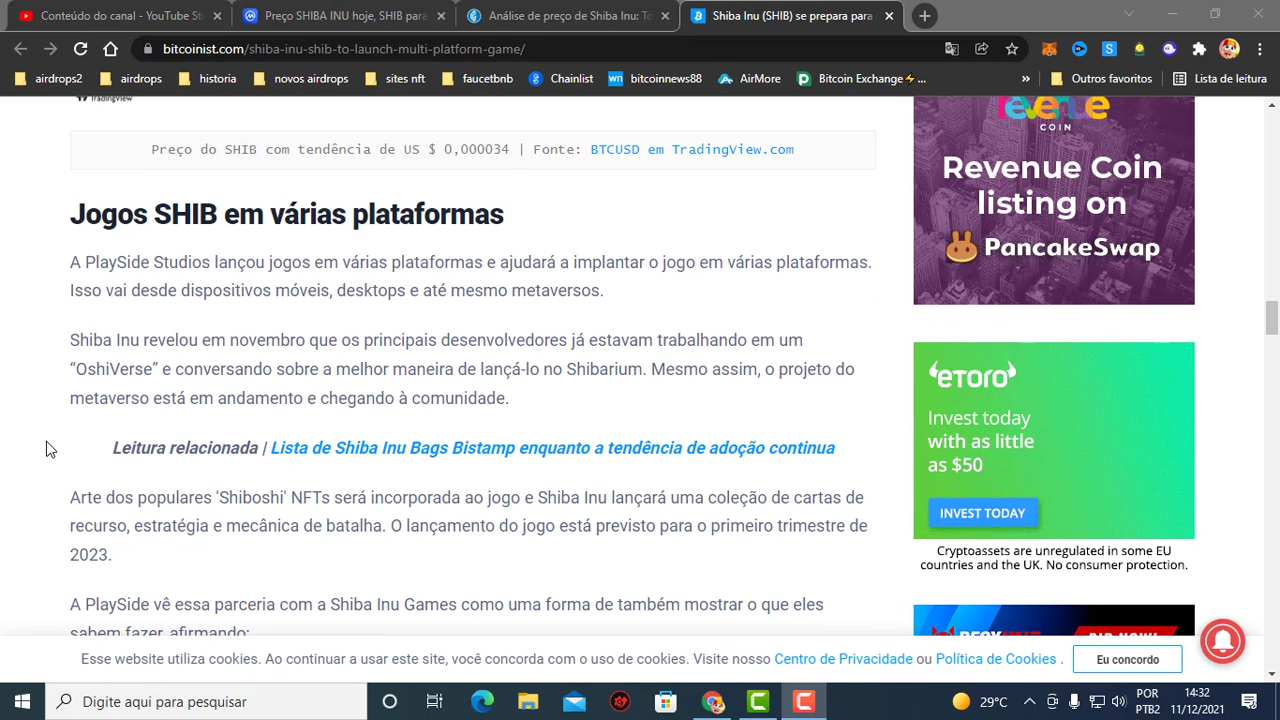 Conteúdo do canal - YouTube St
Preço SHIBA INU hoje, SHIB para
Análise de preço de Shiba Inu: To
Shiba Inu (SHIB) se prepara para
bitcoinist.com/shiba-inu-shib-to-launch-multi-platform-game/
airdrops2
airdrops
historia
novos airdrops
sites nft
faucetbnb
Chainlist
bitcoinnews88
AirMore
Bitcoin Exchange⚡...
»
Outros favoritos
Lista de leitura
TradingView
Preço do SHIB com tendência de US $ 0,000034 | Fonte: BTCUSD em TradingView.com
Jogos SHIB em várias plataformas
A PlaySide Studios lançou jogos em várias plataformas e ajudará a implantar o jogo em várias plataformas.
Isso vai desde dispositivos móveis, desktops e até mesmo metaversos.
Shiba Inu revelou em novembro que os principais desenvolvedores já estavam trabalhando em um
“OshiVerse” e conversando sobre a melhor maneira de lançá-lo no Shibarium. Mesmo assim, o projeto do
metaverso está em andamento e chegando à comunidade.
Leitura relacionada | Lista de Shiba Inu Bags Bistamp enquanto a tendência de adoção continua
Arte dos populares 'Shiboshi' NFTs será incorporada ao jogo e Shiba Inu lançará uma coleção de cartas de
recurso, estratégia e mecânica de batalha. O lançamento do jogo está previsto para o primeiro trimestre de
2023.
A PlaySide vê essa parceria com a Shiba Inu Games como uma forma de também mostrar o que eles
sabem fazer, afirmando:
revenue
COIN
Revenue Coin
listing on
PancakeSwap
eToro
Invest today
with as little
as $50
INVEST TODAY
Cryptoassets are unregulated in some EU
countries and the UK. No consumer protection.
Esse website utiliza cookies. Ao continuar a usar este site, você concorda com o uso de cookies. Visite nosso Centro de Privacidade ou Política de Cookies .
Eu concordo
Digite aqui para pesquisar
29°C
POR
PTB2
14:32
11/12/2021